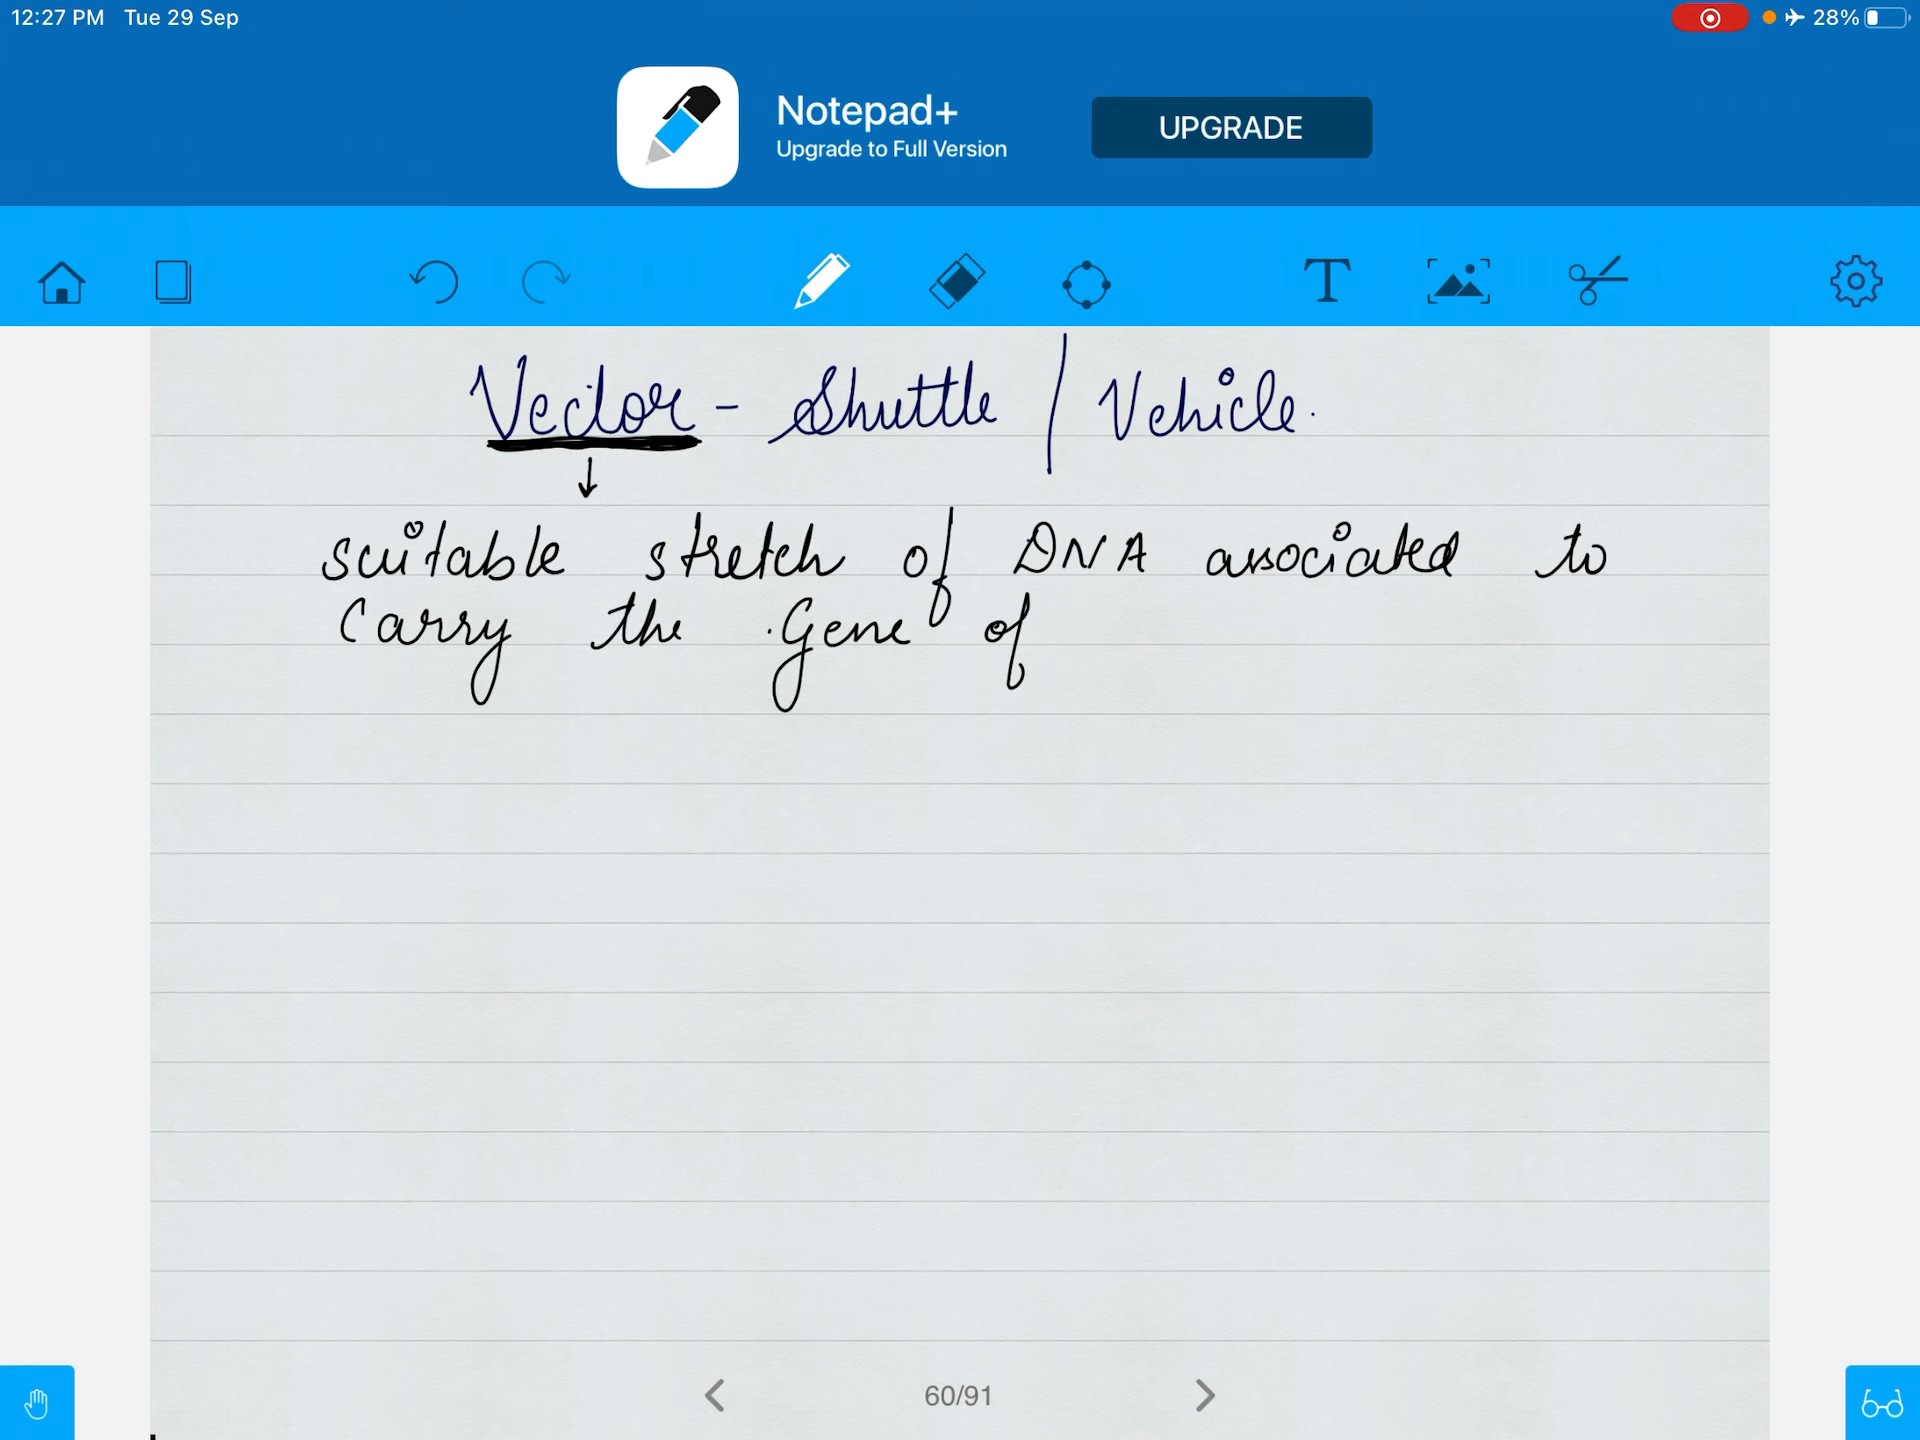 12:27 PM Tue 29 Sep
28%
Notepad+
Upgrade to Full Version
UPGRADE
T
Vector - Shuttle / Vehicle.
suitable stretch of DNA associated to
carry the Gene of
60/91